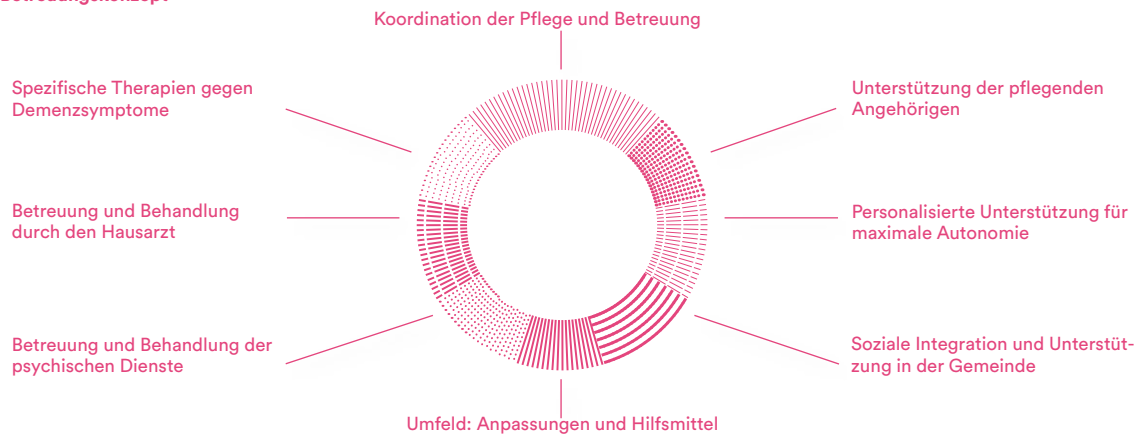 Betreuungskonzept
Koordination der Pflege und Betreuung
Spezifische Therapien gegen
Demenzsymptome
Unterstützung der pflegenden
Angehörigen
Betreuung und Behandlung
durch den Hausarzt
Personalisierte Unterstützung für
maximale Autonomie
Betreuung und Behandlung der
psychischen Dienste
Soziale Integration und Unterstüt-
zung in der Gemeinde
Umfeld: Anpassungen und Hilfsmittel